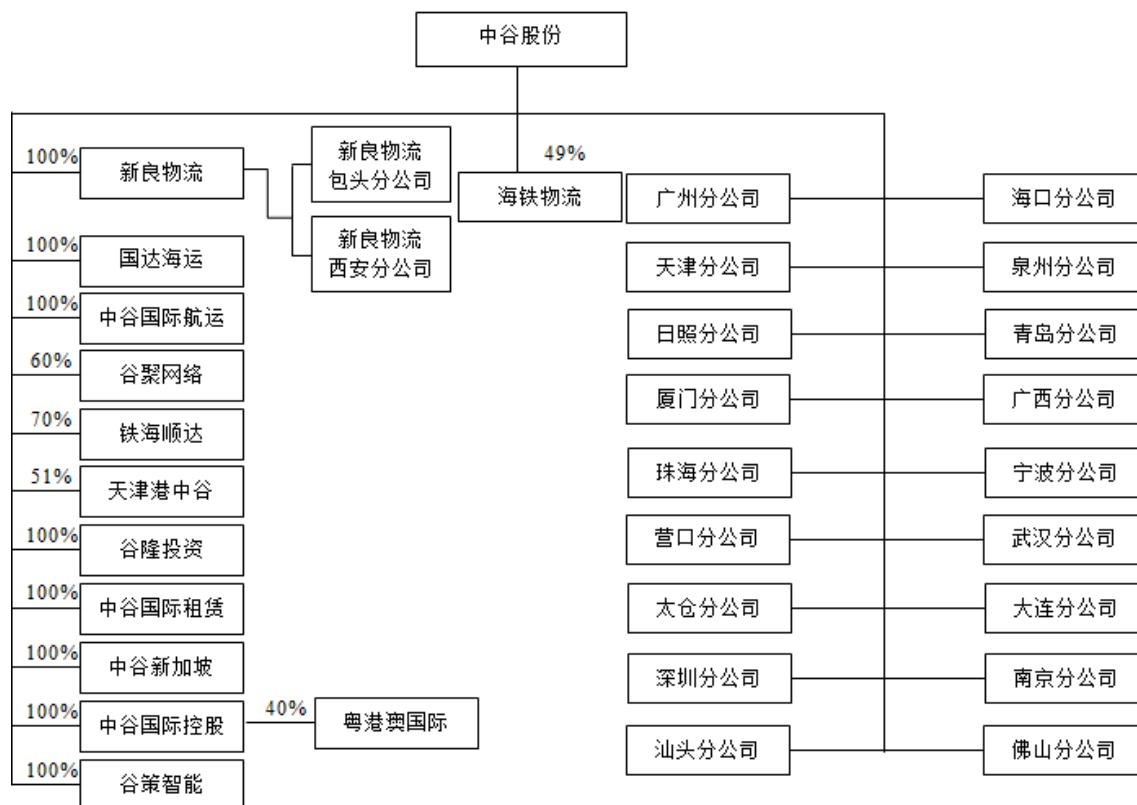 中谷股份
100%
新良物流
新良物流
包头分公司
新良物流
西安分公司
49%
海铁物流
广州分公司
海口分公司
100%
国达海运
天津分公司
泉州分公司
100%
中谷国际航运
日照分公司
青岛分公司
60%
谷聚网络
厦门分公司
广西分公司
70%
铁海顺达
珠海分公司
宁波分公司
51%
天津港中谷
营口分公司
武汉分公司
100%
谷隆投资
太仓分公司
大连分公司
100%
中谷国际租赁
深圳分公司
南京分公司
100%
中谷新加坡
100%
中谷国际控股
40%
粤港澳国际
汕头分公司
佛山分公司
100%
谷策智能